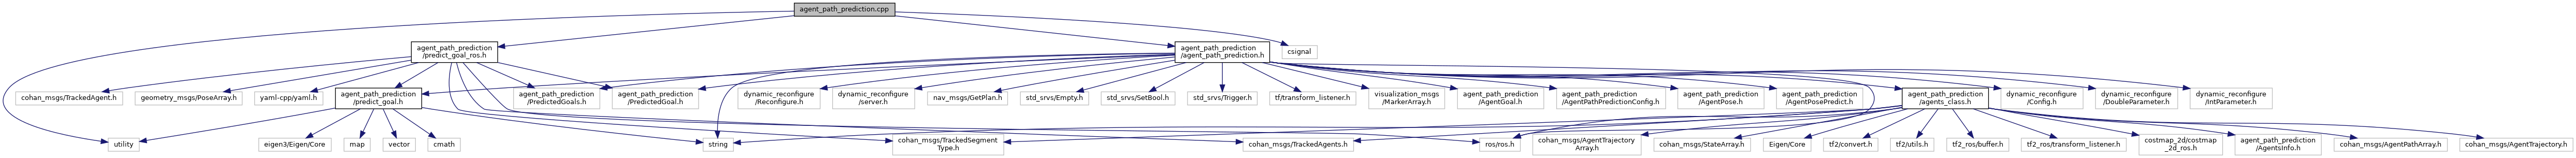 agent_path_prediction.cpp
agent_path_prediction
/predict_goal_ros.h
agent_path_prediction
/agent_path_prediction.h
csignal
cohan_msgs/TrackedAgent.h
geometry_msgs/PoseArray.h
yaml-cpp/yaml.h
agent_path_prediction
/predict_goal.h
agent_path_prediction
/PredictedGoals.h
agent_path_prediction
/PredictedGoal.h
dynamic_reconfigure
/Reconfigure.h
dynamic_reconfigure
/server.h
nav_msgs/GetPlan.h
std_srvs/Empty.h
std_srvs/SetBool.h
std_srvs/Trigger.h
tf/transform_listener.h
visualization_msgs
/MarkerArray.h
agent_path_prediction
/AgentGoal.h
agent_path_prediction
/AgentPathPredictionConfig.h
agent_path_prediction
/AgentPose.h
agent_path_prediction
/AgentPosePredict.h
agent_path_prediction
/agents_class.h
dynamic_reconfigure
/Config.h
dynamic_reconfigure
/DoubleParameter.h
dynamic_reconfigure
/IntParameter.h
utility
eigen3/Eigen/Core
map
vector
cmath
string
cohan_msgs/TrackedSegment
Type.h
cohan_msgs/TrackedAgents.h
ros/ros.h
cohan_msgs/AgentTrajectory
Array.h
cohan_msgs/StateArray.h
Eigen/Core
tf2/convert.h
tf2/utils.h
tf2_ros/buffer.h
tf2_ros/transform_listener.h
costmap_2d/costmap
_2d_ros.h
agent_path_prediction
/AgentsInfo.h
cohan_msgs/AgentPathArray.h
cohan_msgs/AgentTrajectory.h